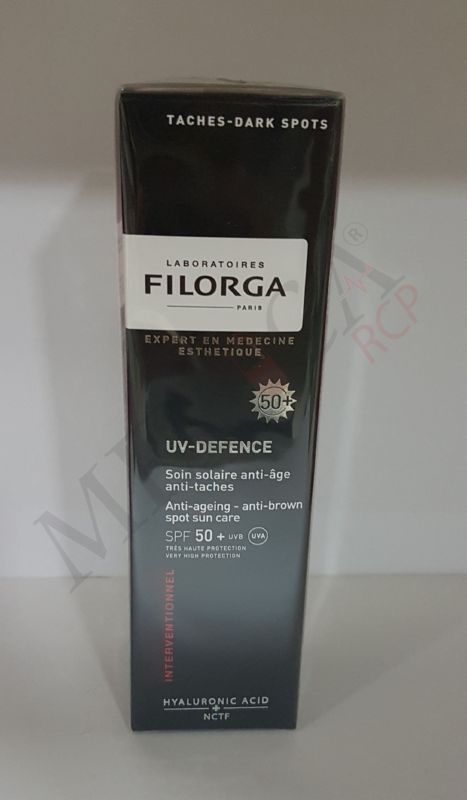 TACHES-DARK SPOTS
LABORATOIRES
FILORGA
PARIS
EXPERT EN MEDECINE
ESTHETIQUE
50+
UV-DEFENCE
Soin solaire anti-âge
anti-taches
Anti-ageing - anti-brown
spot sun care
SPF 50 + UVB UVA
TRÈS HAUTE PROTECTION
VERY HIGH PROTECTION
INTERVENTIONNEL
HYALURONIC ACID
+
NCTF
RCP